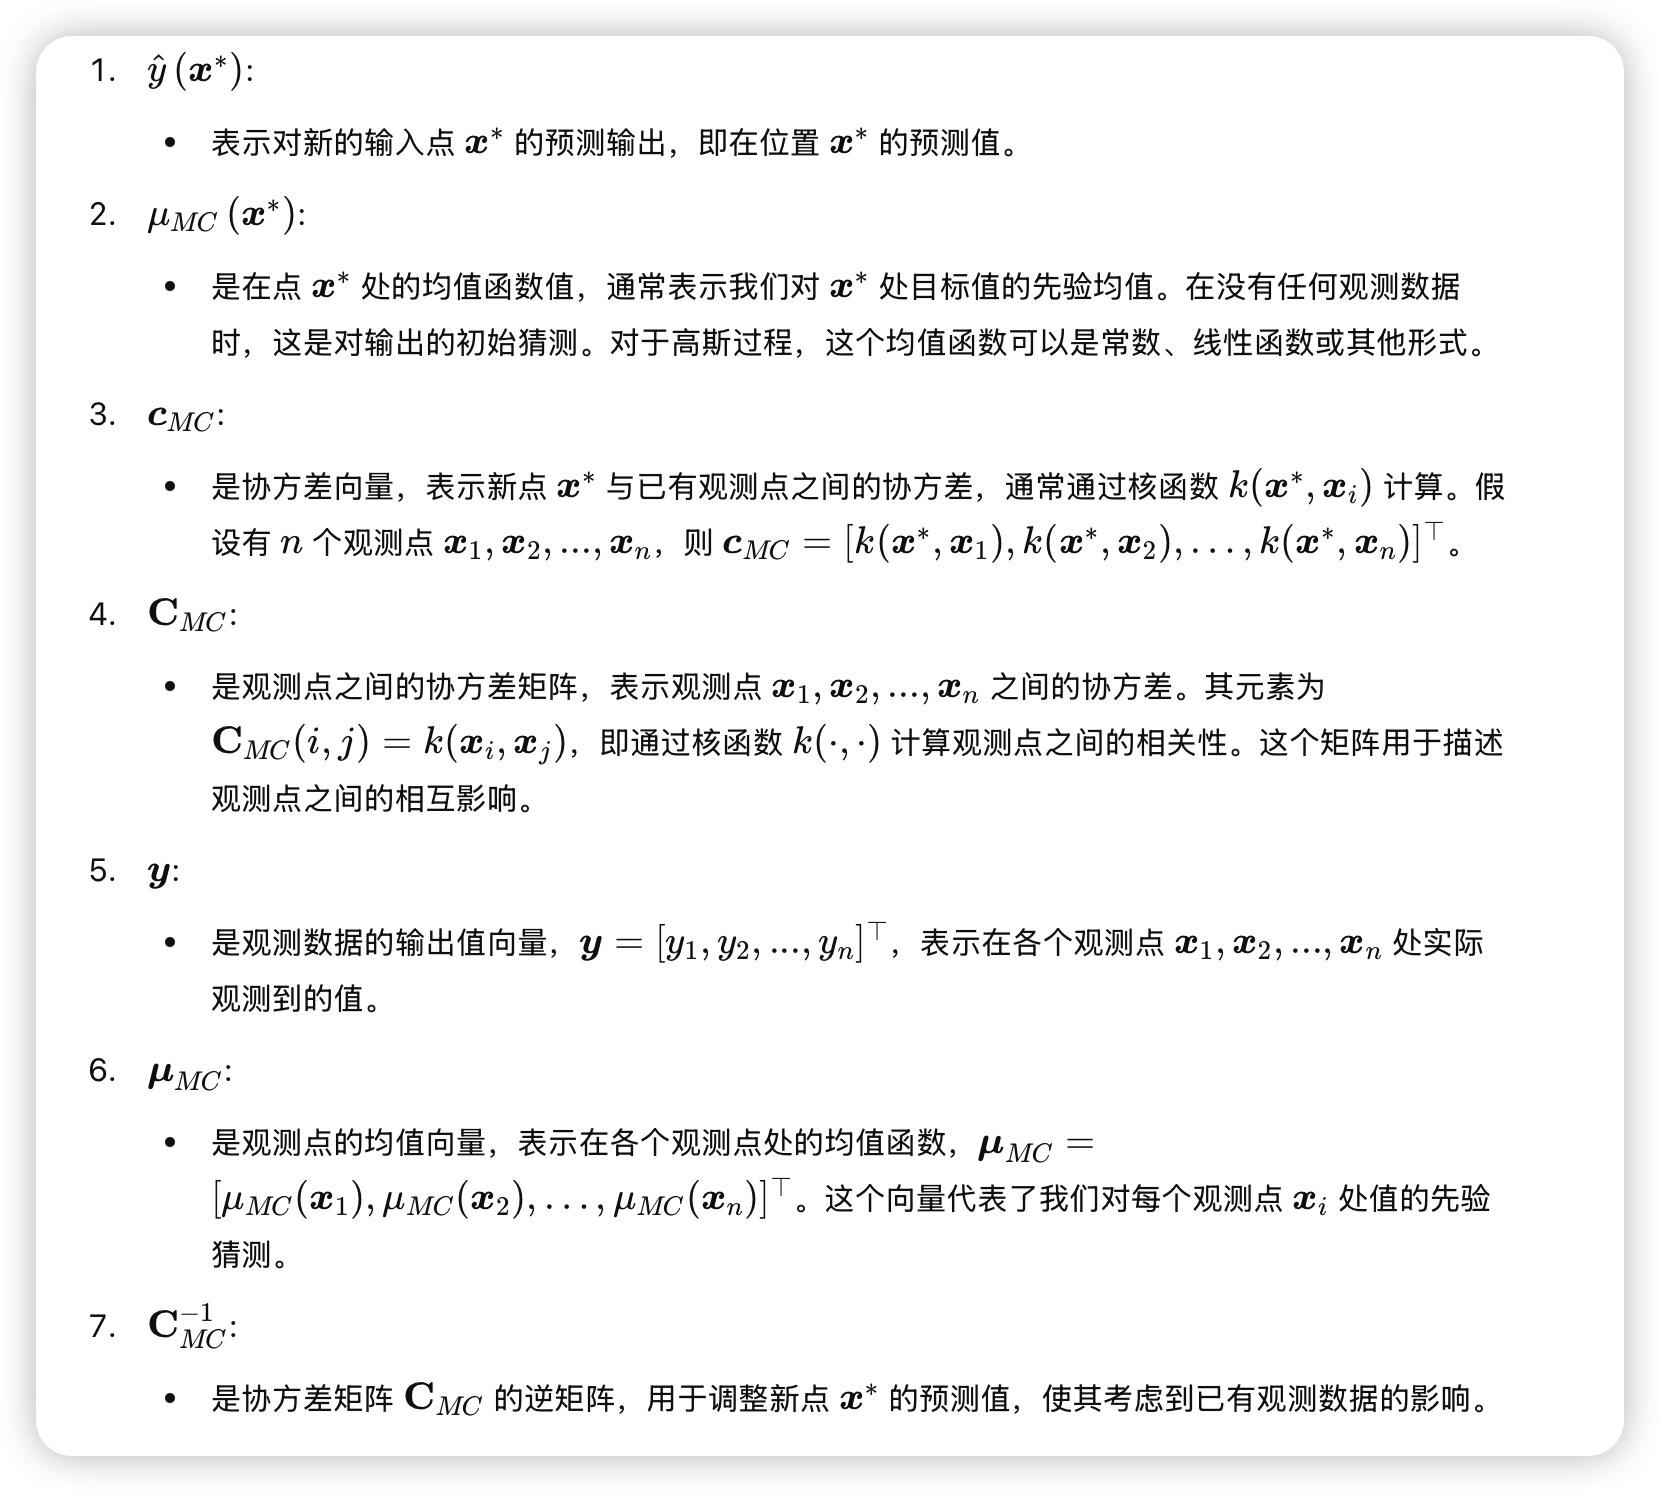 1. $\hat{y}(\boldsymbol{x}^*)$:
• 表示对新的输入点 $\boldsymbol{x}^*$ 的预测输出，即在位置 $\boldsymbol{x}^*$ 的预测值。
2. $\mu_{MC}(\boldsymbol{x}^*)$:
• 是在点 $\boldsymbol{x}^*$ 处的均值函数值，通常表示我们对 $\boldsymbol{x}^*$ 处目标值的先验均值。在没有任何观测数据
时，这是对输出的初始猜测。对于高斯过程，这个均值函数可以是常数、线性函数或其他形式。
3. $\boldsymbol{c}_{MC}$:
• 是协方差向量，表示新点 $\boldsymbol{x}^*$ 与已有观测点之间的协方差，通常通过核函数 $k(\boldsymbol{x}^*, \boldsymbol{x}_i)$ 计算。假
设有 $n$ 个观测点 $\boldsymbol{x}_1, \boldsymbol{x}_2, ..., \boldsymbol{x}_n$，则 $\boldsymbol{c}_{MC} = [k(\boldsymbol{x}^*, \boldsymbol{x}_1), k(\boldsymbol{x}^*, \boldsymbol{x}_2), \ldots, k(\boldsymbol{x}^*, \boldsymbol{x}_n)]^\top$。
4. $\mathbf{C}_{MC}$:
• 是观测点之间的协方差矩阵，表示观测点 $\boldsymbol{x}_1, \boldsymbol{x}_2, ..., \boldsymbol{x}_n$ 之间的协方差。其元素为
$\mathbf{C}_{MC}(i, j) = k(\boldsymbol{x}_i, \boldsymbol{x}_j)$，即通过核函数 $k(\cdot, \cdot)$ 计算观测点之间的相关性。这个矩阵用于描述
观测点之间的相互影响。
5. $\boldsymbol{y}$:
• 是观测数据的输出值向量，$\boldsymbol{y} = [y_1, y_2, ..., y_n]^\top$，表示在各个观测点 $\boldsymbol{x}_1, \boldsymbol{x}_2, ..., \boldsymbol{x}_n$ 处实际
观测到的值。
6. $\boldsymbol{\mu}_{MC}$:
• 是观测点的均值向量，表示在各个观测点处的均值函数，$\boldsymbol{\mu}_{MC} =$
$[\mu_{MC}(\boldsymbol{x}_1), \mu_{MC}(\boldsymbol{x}_2), \ldots, \mu_{MC}(\boldsymbol{x}_n)]^\top$。这个向量代表了我们对每个观测点 $\boldsymbol{x}_i$ 处值的先验
猜测。
7. $\mathbf{C}_{MC}^{-1}$:
• 是协方差矩阵 $\mathbf{C}_{MC}$ 的逆矩阵，用于调整新点 $\boldsymbol{x}^*$ 的预测值，使其考虑到已有观测数据的影响。